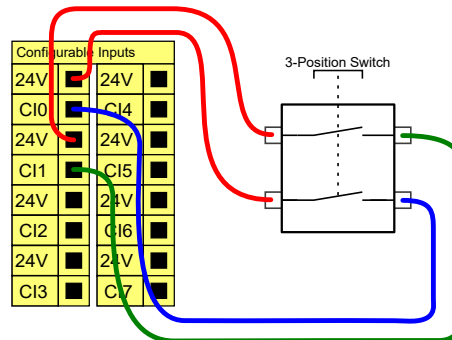 Configurable Inputs
3-Position Switch
24V 24V
CI0 CI4
24V 24V
CI1 CI5
24V 24V
CI2 CI6
24V 24V
CI3 CI7